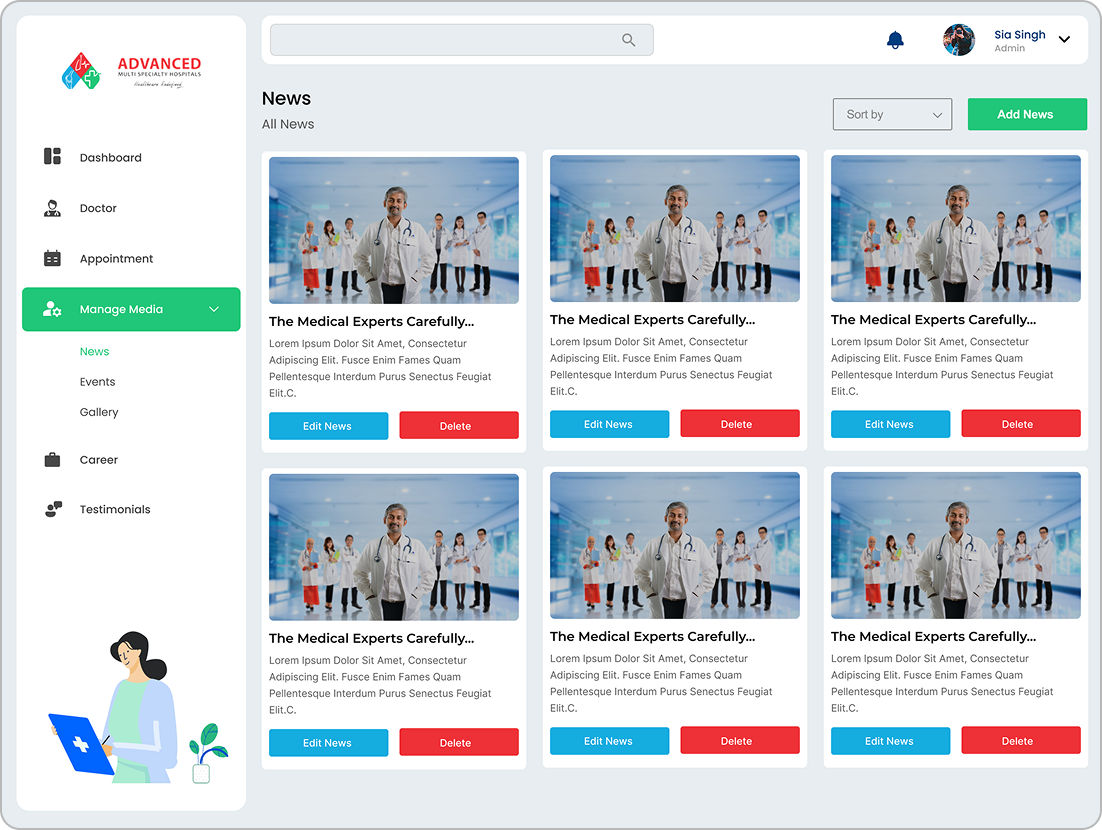 ADVANCED
MULTI SPECIALTY HOSPITALS
Sia Singh
Admin
News
All News
Sort by
Add News
Dashboard
Doctor
Appointment
Manage Media
News
Events
Gallery
Career
Testimonials
The Medical Experts Carefully...
Lorem Ipsum Dolor Sit Amet, Consectetur
Adipiscing Elit. Fusce Enim Fames Quam
Pellentesque Interdum Purus Senectus Feugiat
Elit.C.
Edit News
Delete
The Medical Experts Carefully...
Lorem Ipsum Dolor Sit Amet, Consectetur
Adipiscing Elit. Fusce Enim Fames Quam
Pellentesque Interdum Purus Senectus Feugiat
Elit.C.
Edit News
Delete
The Medical Experts Carefully...
Lorem Ipsum Dolor Sit Amet, Consectetur
Adipiscing Elit. Fusce Enim Fames Quam
Pellentesque Interdum Purus Senectus Feugiat
Elit.C.
Edit News
Delete
The Medical Experts Carefully...
Lorem Ipsum Dolor Sit Amet, Consectetur
Adipiscing Elit. Fusce Enim Fames Quam
Pellentesque Interdum Purus Senectus Feugiat
Elit.C.
Edit News
Delete
The Medical Experts Carefully...
Lorem Ipsum Dolor Sit Amet, Consectetur
Adipiscing Elit. Fusce Enim Fames Quam
Pellentesque Interdum Purus Senectus Feugiat
Elit.C.
Edit News
Delete
The Medical Experts Carefully...
Lorem Ipsum Dolor Sit Amet, Consectetur
Adipiscing Elit. Fusce Enim Fames Quam
Pellentesque Interdum Purus Senectus Feugiat
Elit.C.
Edit News
Delete